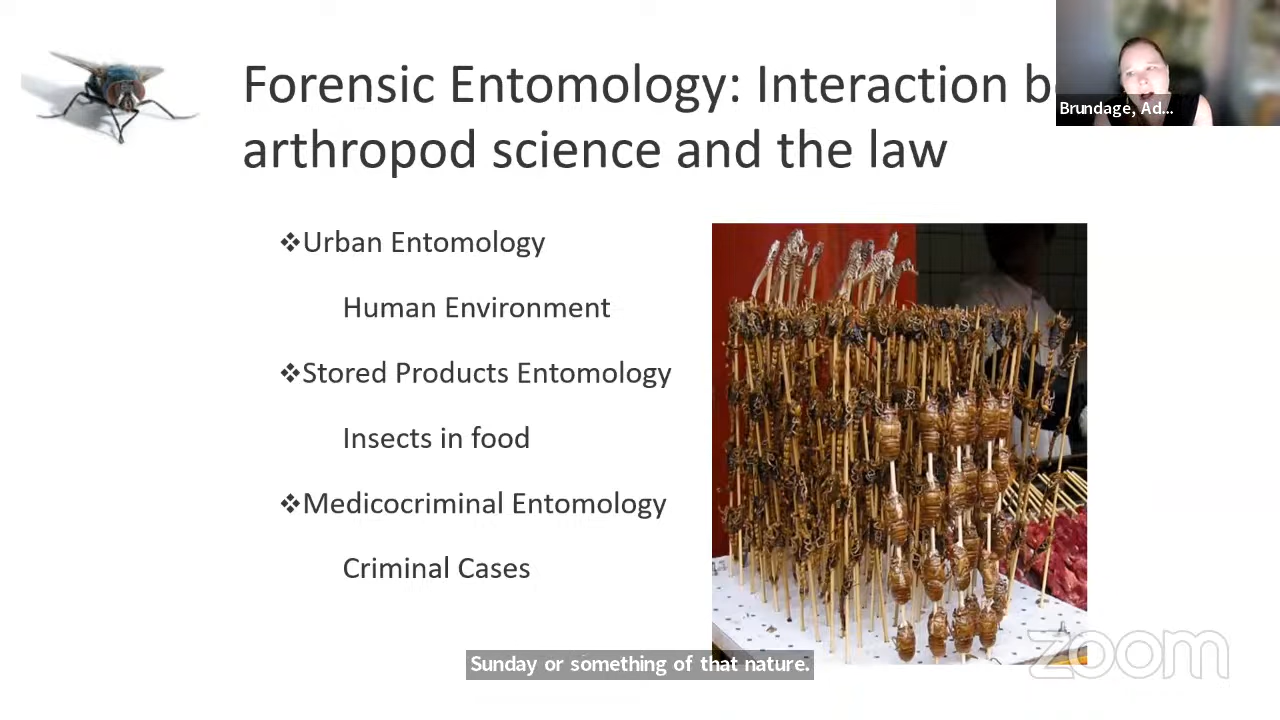 Forensic Entomology: Interaction b
arthropod science and the law
Brundage, Ad...
❖Urban Entomology
Human Environment
❖Stored Products Entomology
Insects in food
❖Medicocriminal Entomology
Criminal Cases
Sunday or something of that nature.
zoom